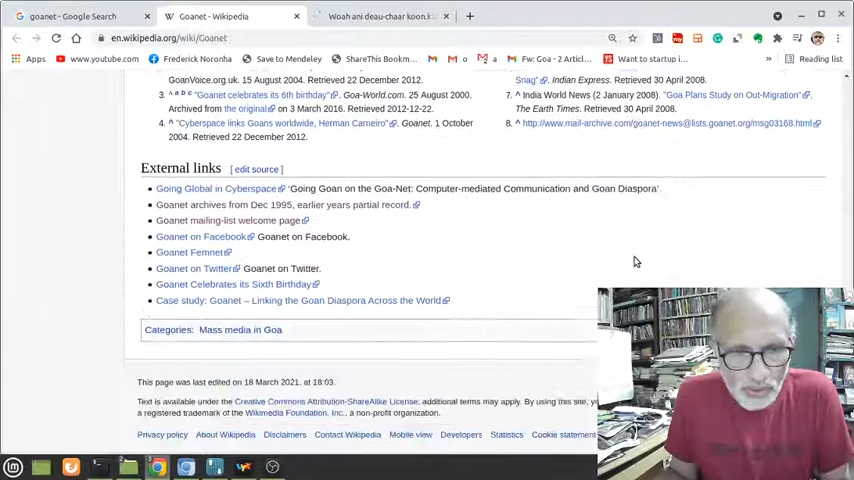 goanet - Google Search
Goanet - Wikipedia
Woah ani deau-chaar koon.k
en.wikipedia.org/wiki/Goanet
Apps
www.youtube.com
Frederick Noronha
Save to Mendeley
ShareThis Bookmark...
Fw: Goa - 2 Articl...
Want to startup i...
GoanVoice.org.uk. 15 August 2004. Retrieved 22 December 2012.
3. ^ a b c "Goanet celebrates its 6th birthday". Goa-World.com. 25 August 2000.
Archived from the original on 3 March 2016. Retrieved 2012-12-22.
4. ^ "Cyberspace links Goans worldwide, Herman Carneiro". Goanet. 1 October
2004. Retrieved 22 December 2012.
Snag". Indian Express. Retrieved 30 April 2008.
7. ^ India World News (2 January 2008). "Goa Plans Study on Out-Migration".
The Earth Times. Retrieved 30 April 2008.
8. ^ http://www.mail-archive.com/goanet-news@lists.goanet.org/msg03168.html
External links [ edit source ]
• Going Global in Cyberspace 'Going Goan on the Goa-Net: Computer-mediated Communication and Goan Diaspora'.
• Goanet archives from Dec 1995, earlier years partial record.
• Goanet mailing-list welcome page
• Goanet on Facebook Goanet on Facebook.
• Goanet Femnet
• Goanet on Twitter Goanet on Twitter.
• Goanet Celebrates its Sixth Birthday
• Case study: Goanet – Linking the Goan Diaspora Across the World
Categories: Mass media in Goa
This page was last edited on 18 March 2021, at 18:03.
Text is available under the Creative Commons Attribution-ShareAlike License; additional terms may apply. By using this site,
a registered trademark of the Wikimedia Foundation, Inc., a non-profit organization.
Privacy policy
About Wikipedia
Disclaimers
Contact Wikipedia
Mobile view
Developers
Statistics
Cookie statement